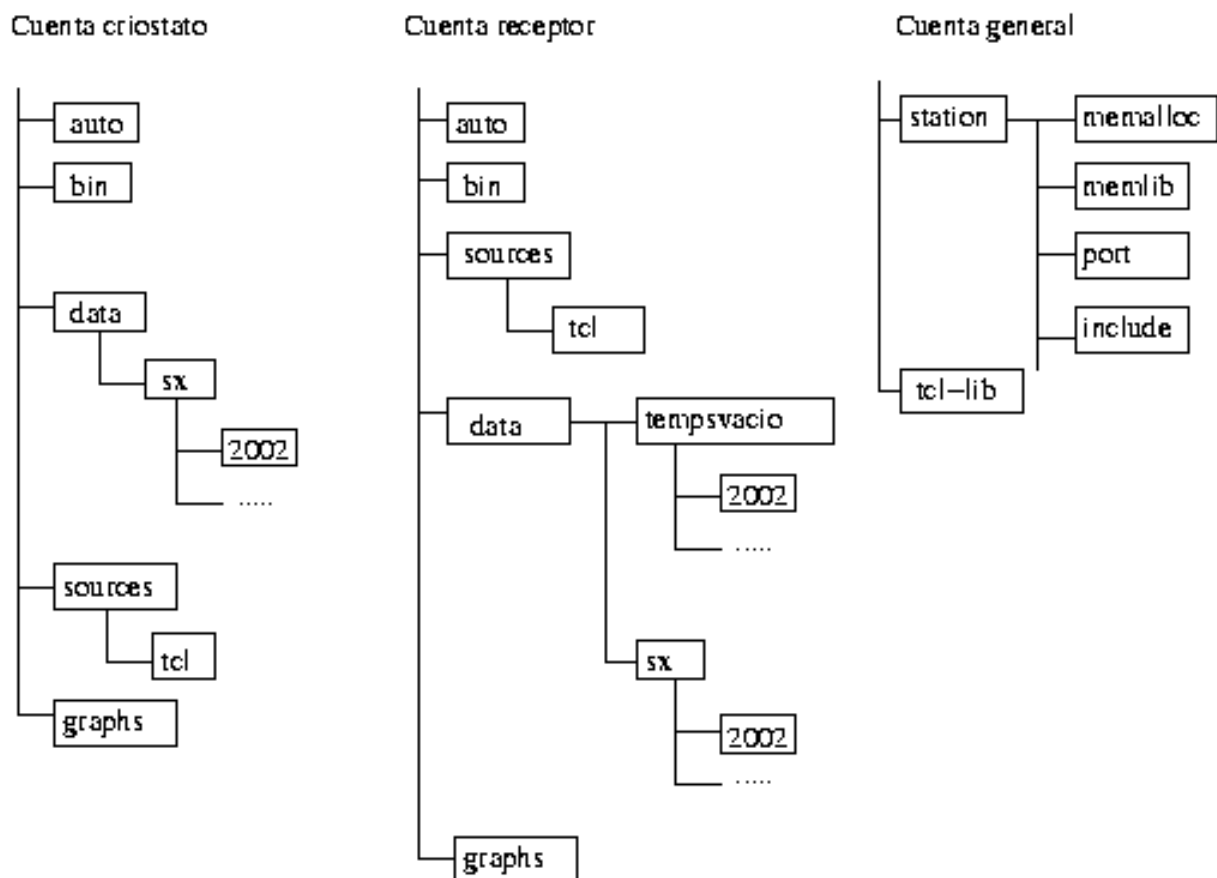 Cuenta criostato
auto
bin
data
sx
2002
.....
sources
tcl
graphs
Cuenta receptor
auto
bin
sources
tcl
data
tempsvacio
2002
.....
sx
2002
.....
graphs
Cuenta general
station
memalloc
memlib
port
include
tcl-lib